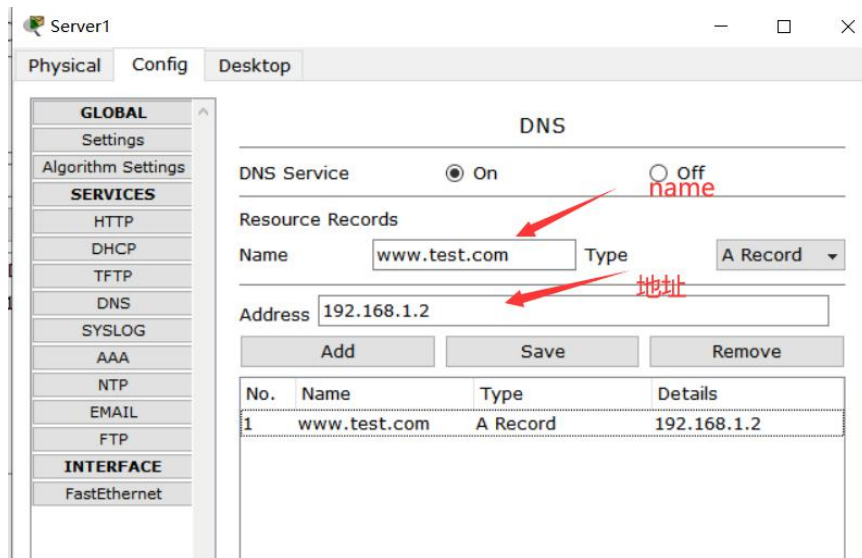 Server1
Physical Config Desktop
GLOBAL
Settings
Algorithm Settings
SERVICES
HTTP
DHCP
TFTP
DNS
SYSLOG
AAA
NTP
EMAIL
FTP
INTERFACE
FastEthernet
DNS
DNS Service On Off
name
Resource Records
Name www.test.com Type A Record
地址
Address 192.168.1.2
Add Save Remove
No. Name Type Details
1 www.test.com A Record 192.168.1.2